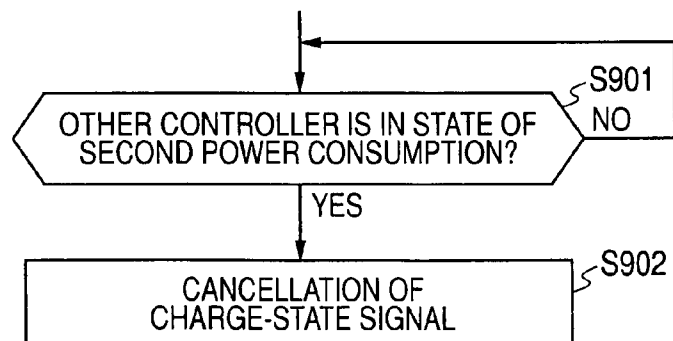 S901
OTHER CONTROLLER IS IN STATE OF
SECOND POWER CONSUMPTION?
NO
YES
S902
CANCELLATION OF
CHARGE-STATE SIGNAL